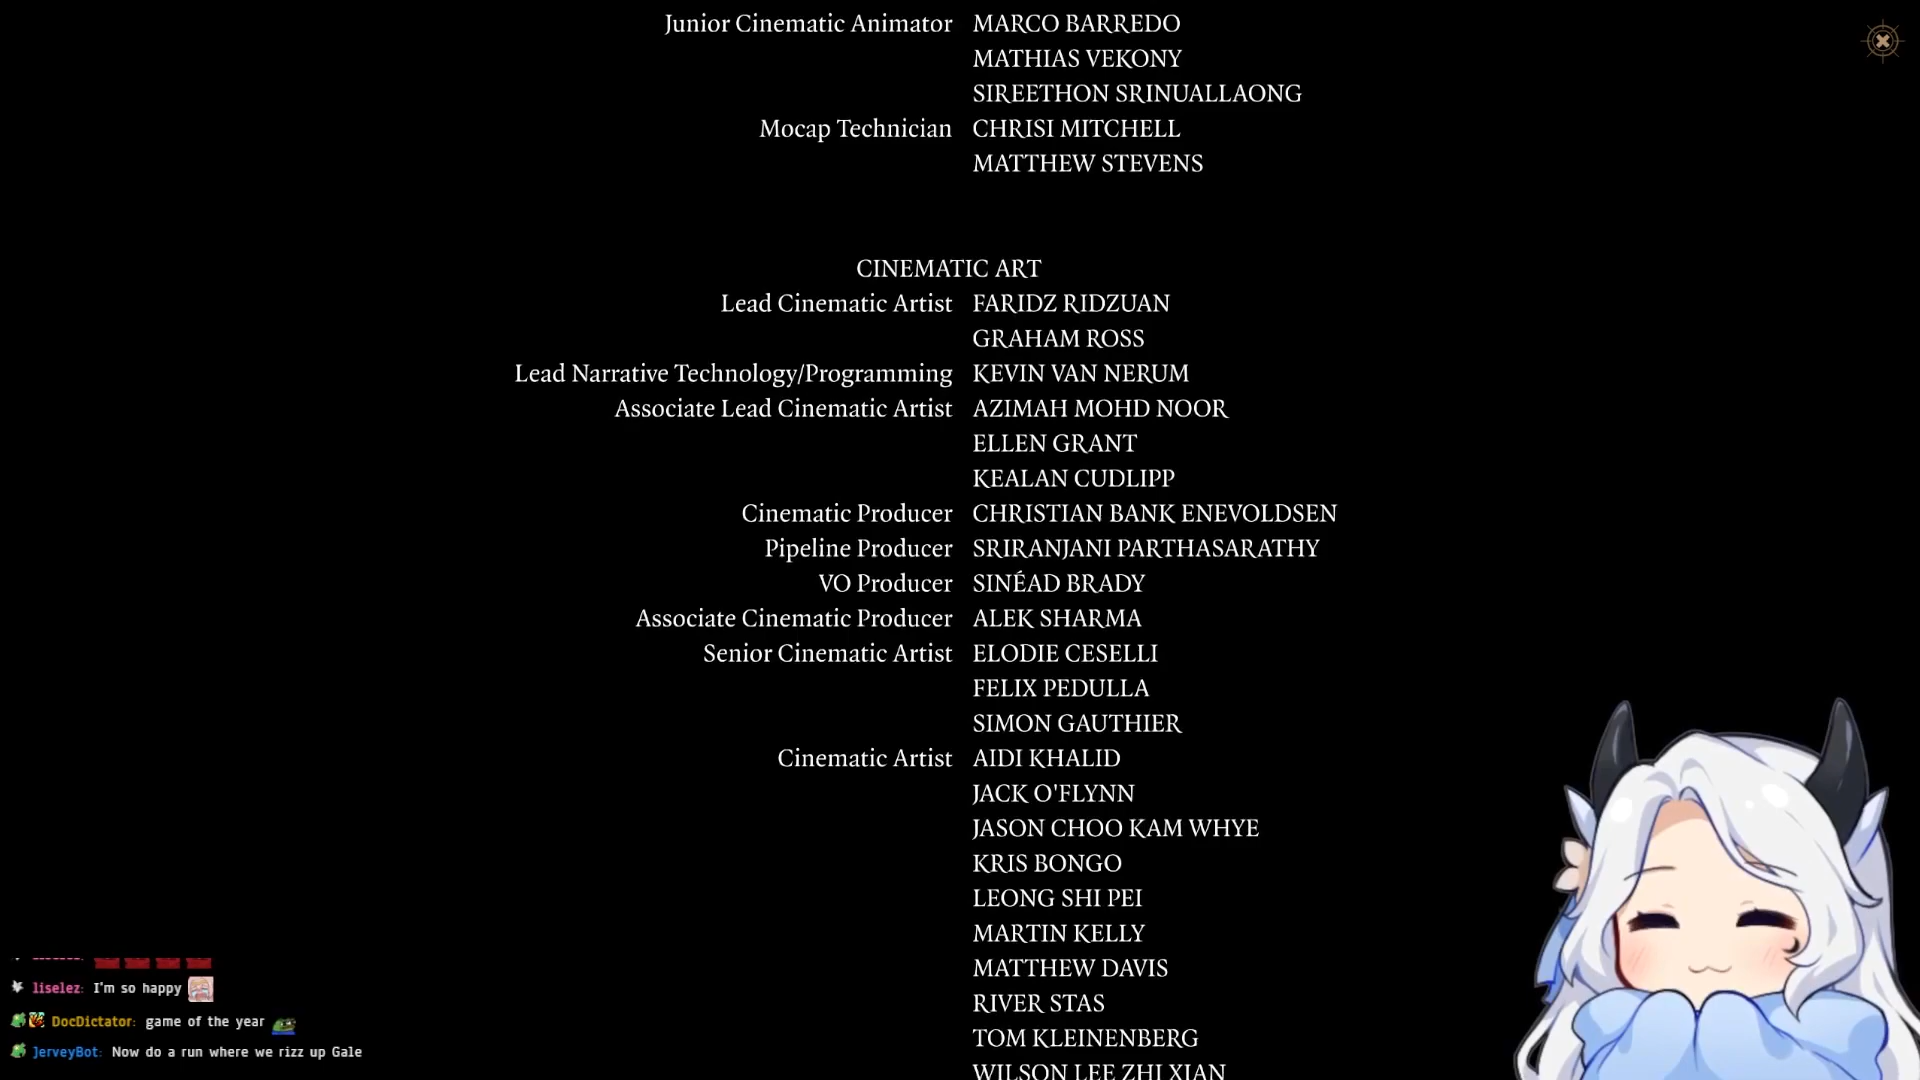 Junior Cinematic Animator MARCO BARREDO
MATHIAS VEKONY
SIREETHON SRINUALLAONG
Mocap Technician CHRISI MITCHELL
MATTHEW STEVENS
CINEMATIC ART
Lead Cinematic Artist FARIDZ RIDZUAN
GRAHAM ROSS
Lead Narrative Technology/Programming KEVIN VAN NERUM
Associate Lead Cinematic Artist AZIMAH MOHD NOOR
ELLEN GRANT
KEALAN CUDLIPP
Cinematic Producer CHRISTIAN BANK ENEVOLDSEN
Pipeline Producer SRIRANJANI PARTHASARATHY
VO Producer SINÉAD BRADY
Associate Cinematic Producer ALEK SHARMA
Senior Cinematic Artist ELODIE CESELLI
FELIX PEDULLA
SIMON GAUTHIER
Cinematic Artist AIDI KHALID
JACK O'FLYNN
JASON CHOO KAM WHYE
KRIS BONGO
LEONG SHI PEI
MARTIN KELLY
MATTHEW DAVIS
RIVER STAS
TOM KLEINENBERG
WILSON LEE ZHI XIAN
liselez: I'm so happy
DocDictator: game of the year
JerveyBot: Now do a run where we rizz up Gale